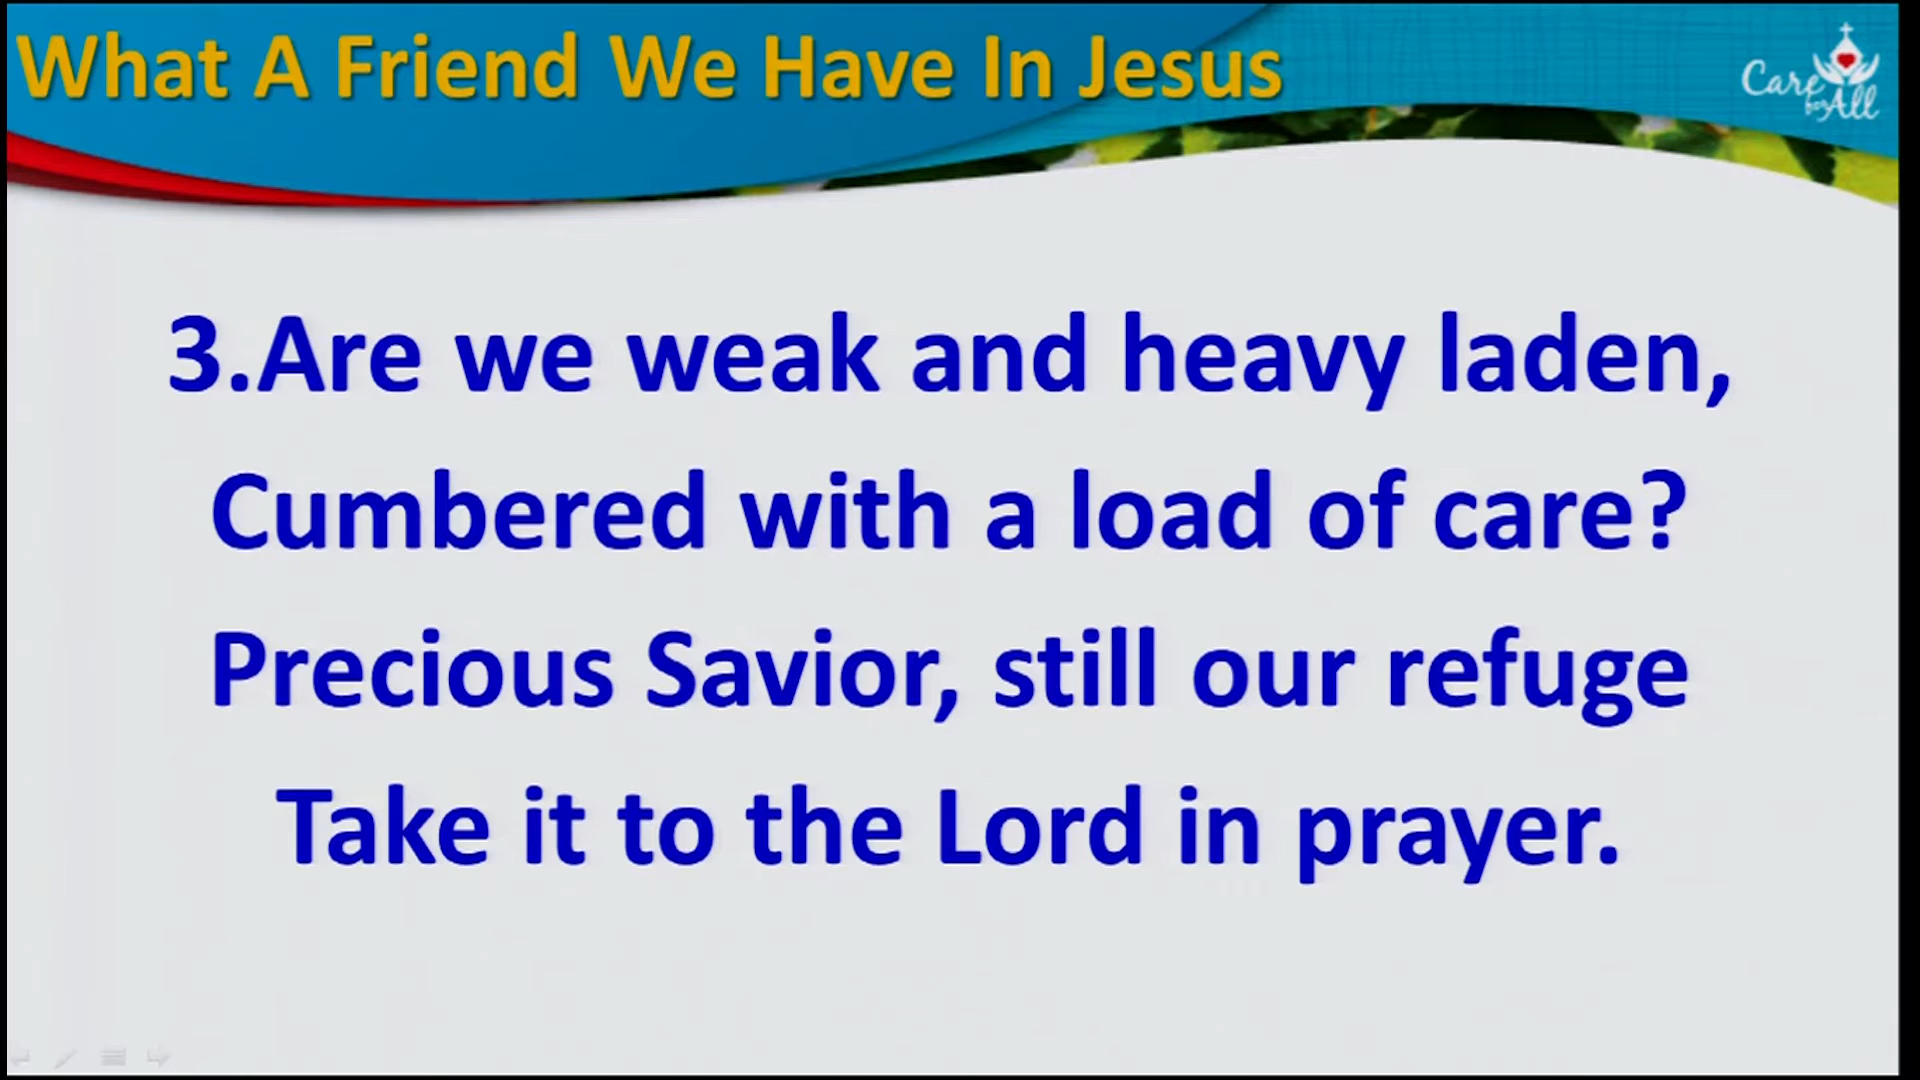 What A Friend We Have In Jesus
Care
for All
3.Are we weak and heavy laden,
Cumbered with a load of care?
Precious Savior, still our refuge
Take it to the Lord in prayer.